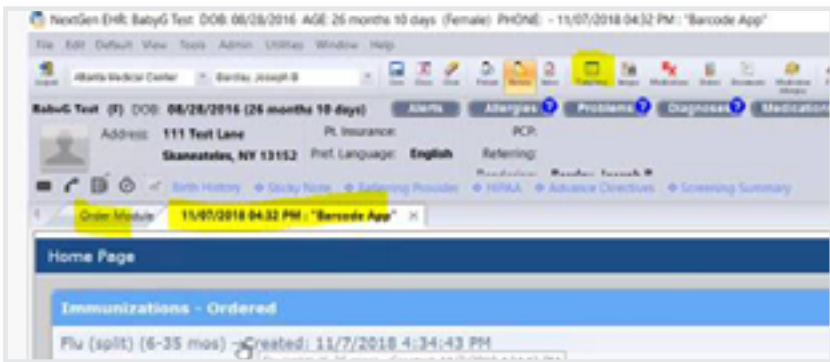 NextGen EHR: BabyG Test DOB: 08/28/2016 AGE: 26 months 10 days (Female) PHONE: - 11/07/2018 04:32 PM : "Barcode App"
File Edit Default View Tools Admin Utilities Window Help
Atlanta Medical Center Barclay, Joseph B
BabyG Test (F) DOB: 08/28/2016 (26 months 10 days) Alerts Allergies Problems Diagnoses Medication
Address: 111 Test Lane Pt. Insurance: PCP:
Skaneateles, NY 13152 Pref. Language: English Referring:
Birth History Sticky Note Referring Provider HIPAA Advance Directives Screening Summary
Order Module 11/07/2018 04:32 PM : "Barcode App" ×
Home Page
Immunizations - Ordered
Flu (split) (6-35 mos) - Created: 11/7/2018 4:34:43 PM